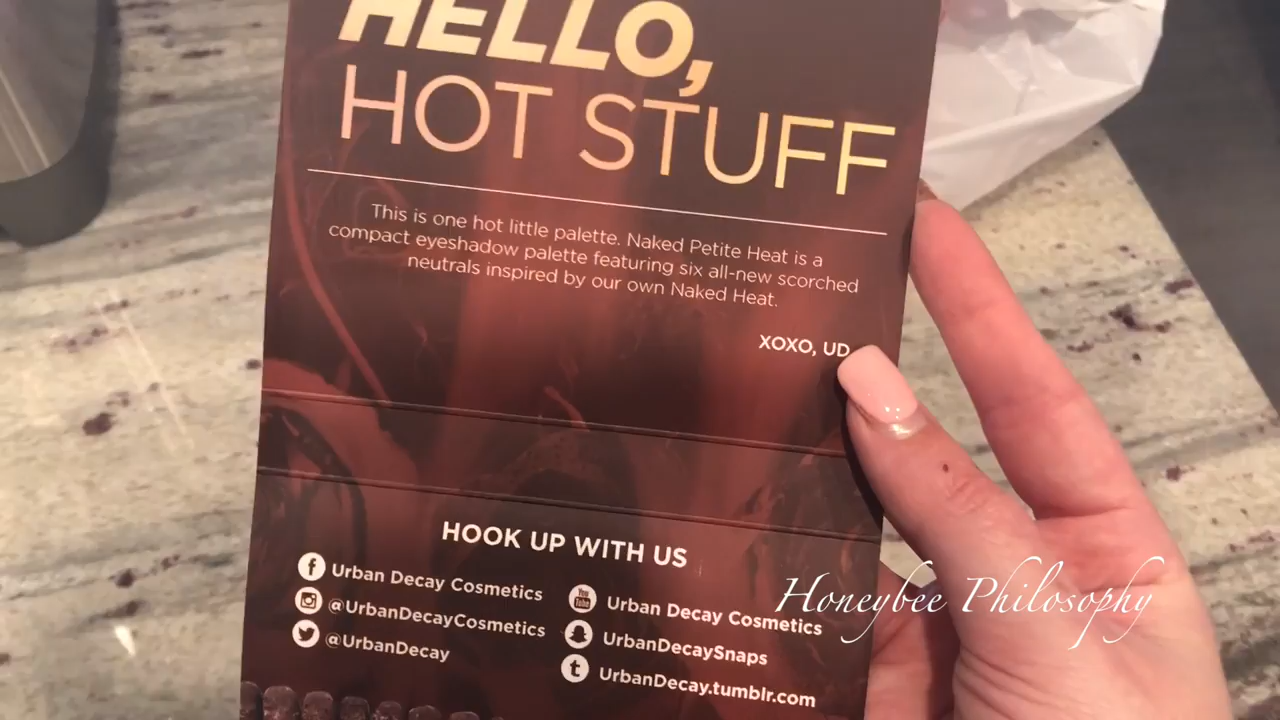 HELLO,
HOT STUFF
This is one hot little palette. Naked Petite Heat is a
compact eyeshadow palette featuring six all-new scorched
neutrals inspired by our own Naked Heat.
XOXO, UD
HOOK UP WITH US
f Urban Decay Cosmetics
@UrbanDecayCosmetics
@UrbanDecay
You Tube Urban Decay Cosmetics
UrbanDecaySnaps
t UrbanDecay.tumblr.com
Honeybee Philosophy